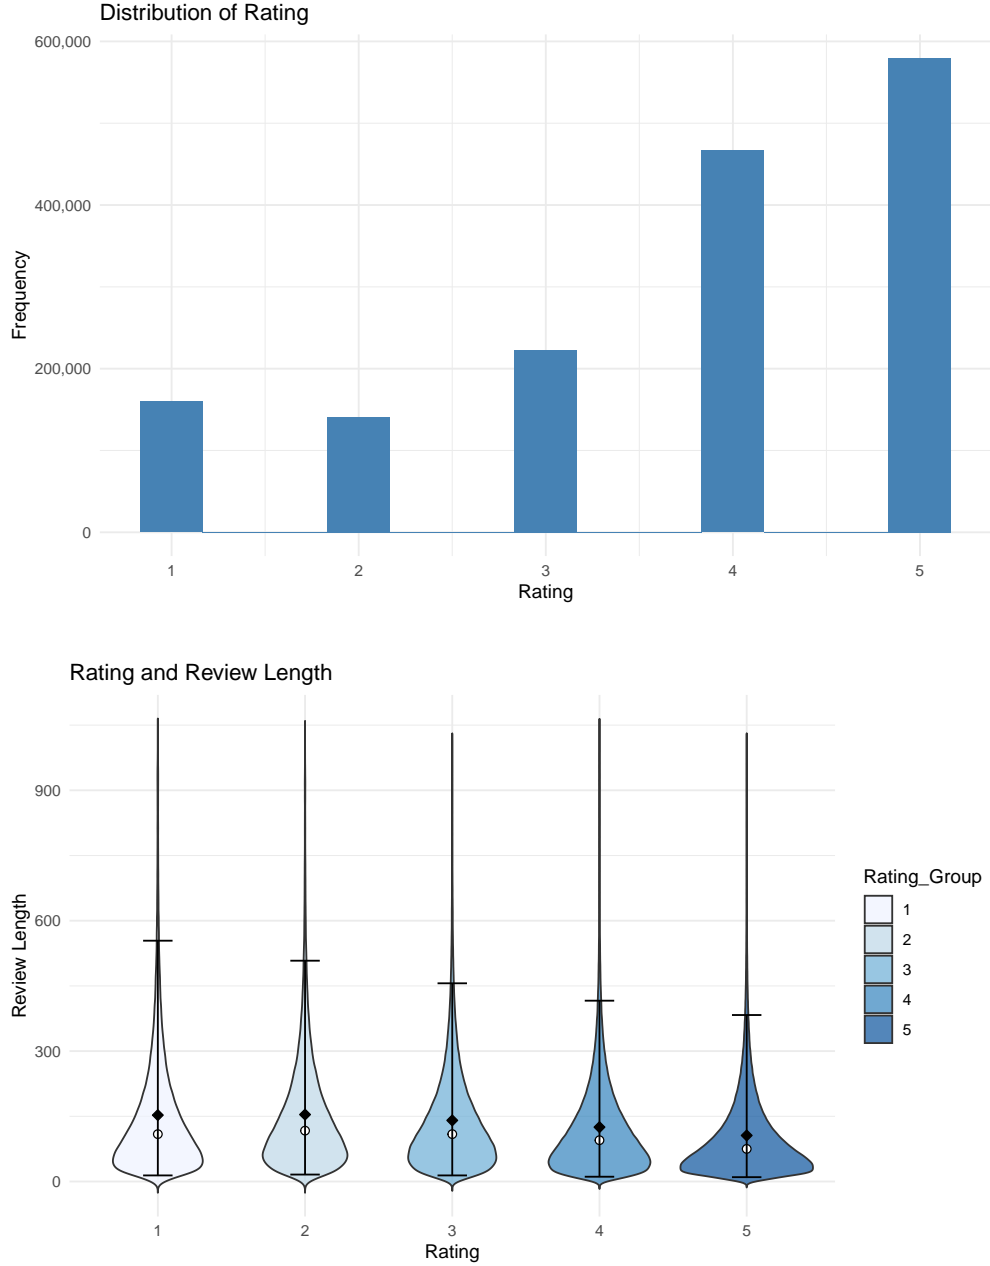 Distribution of Rating
600,000
400,000
200,000
0
Frequency
1 2 3 4 5
Rating
Rating and Review Length
900
600
300
0
Review Length
1 2 3 4 5
Rating
Rating_Group
1
2
3
4
5